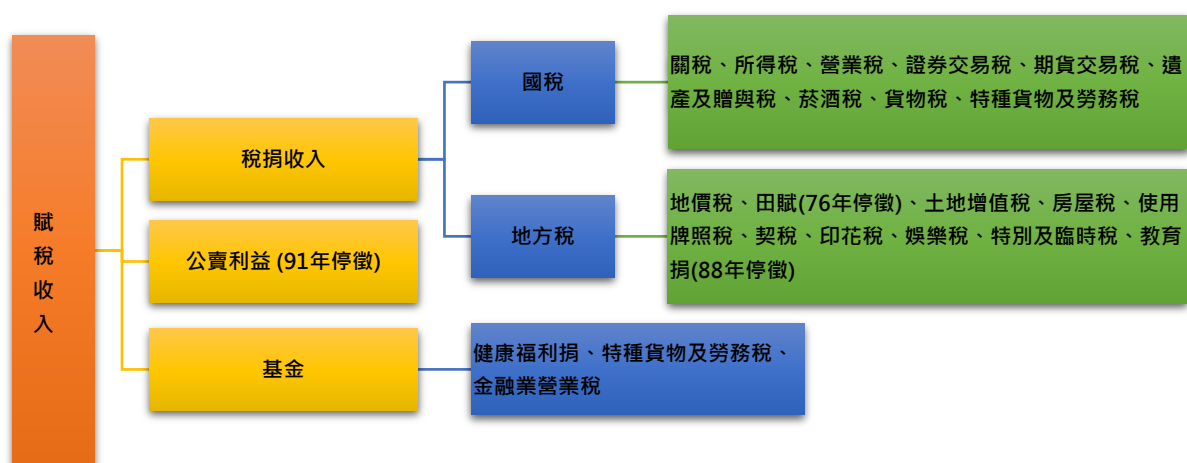 賦稅收入
稅捐收入
公賣利益 (91年停徵)
基金
國稅
地方稅
關稅、所得稅、營業稅、證券交易稅、期貨交易稅、遺
產及贈與稅、菸酒稅、貨物稅、特種貨物及勞務稅
地價稅、田賦(76年停徵)、土地增值稅、房屋稅、使用
牌照稅、契稅、印花稅、娛樂稅、特別及臨時稅、教育
捐(88年停徵)
健康福利捐、特種貨物及勞務稅、
金融業營業稅